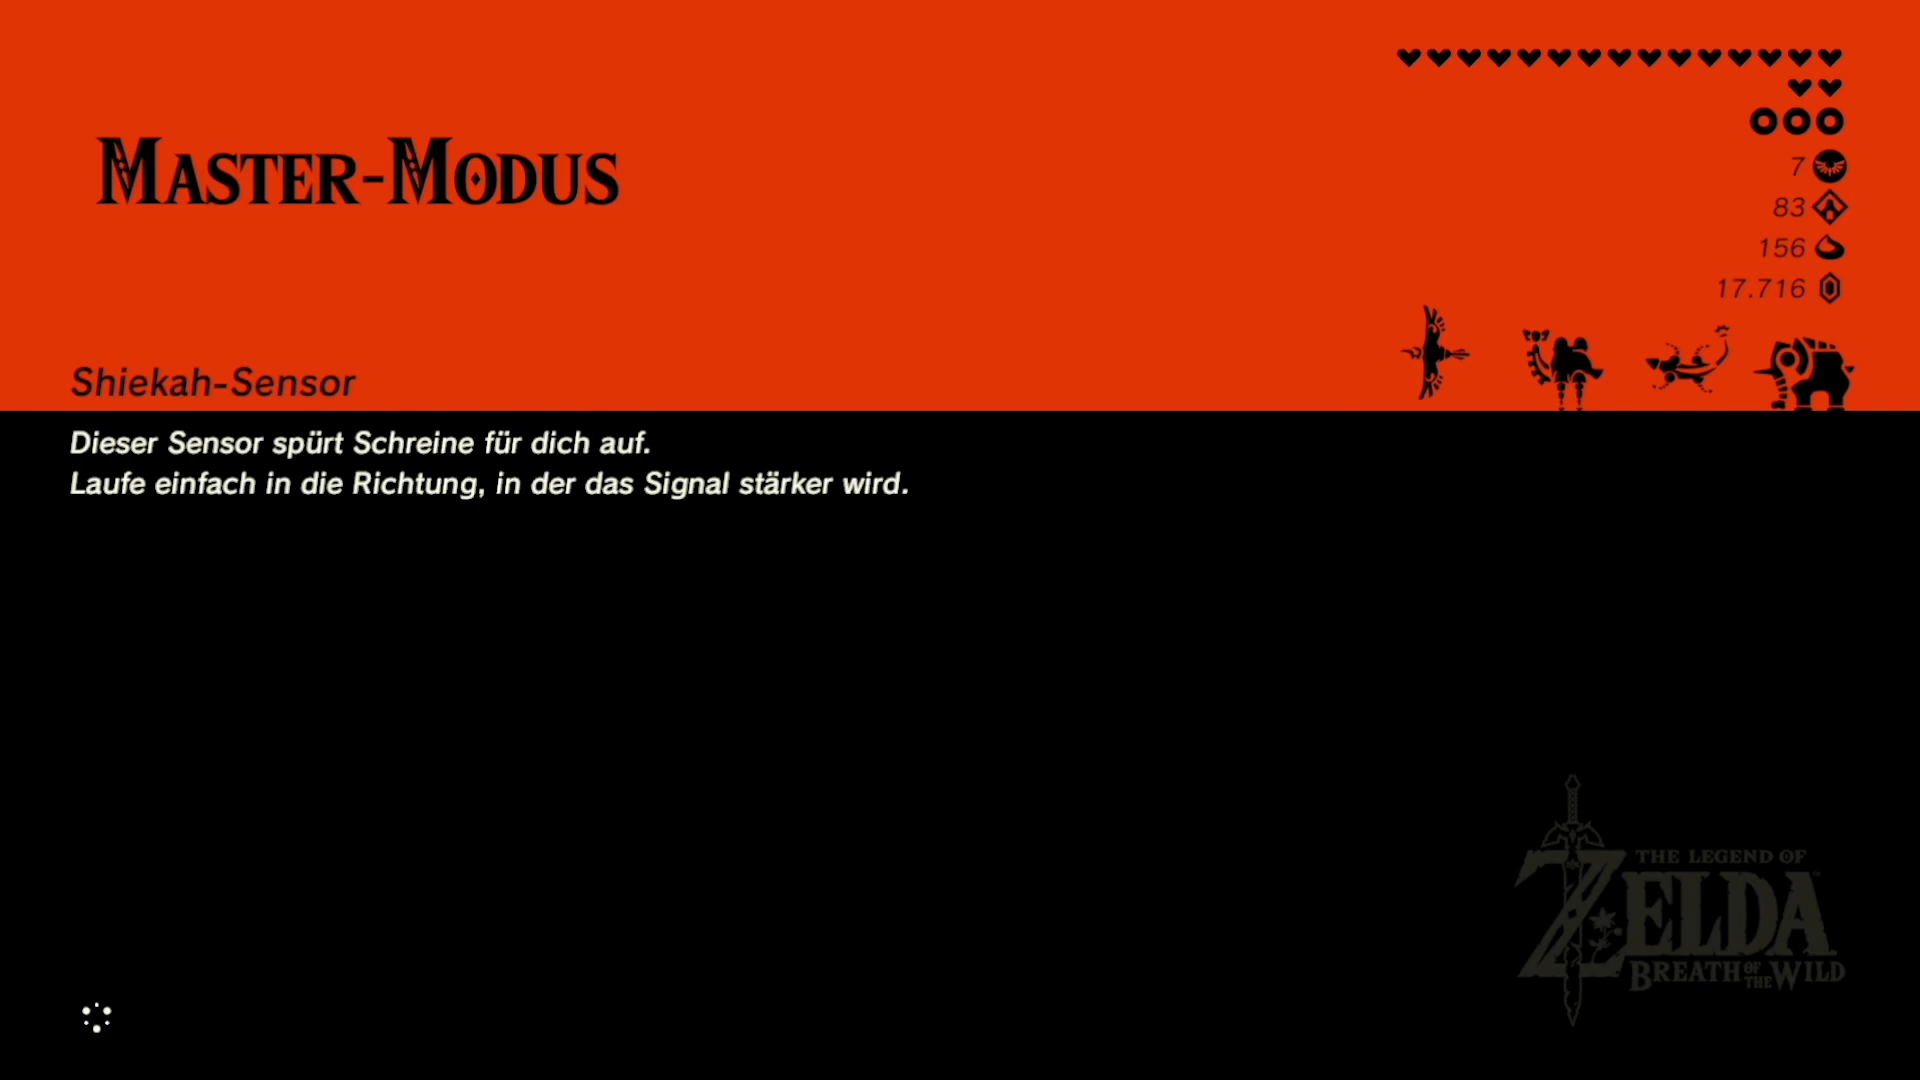 Master-Modus
7
83
156
17.716
Shiekah-Sensor
Dieser Sensor spürt Schreine für dich auf.
Laufe einfach in die Richtung, in der das Signal stärker wird.
THE LEGEND OF
ZELDA
BREATH OF THE WILD